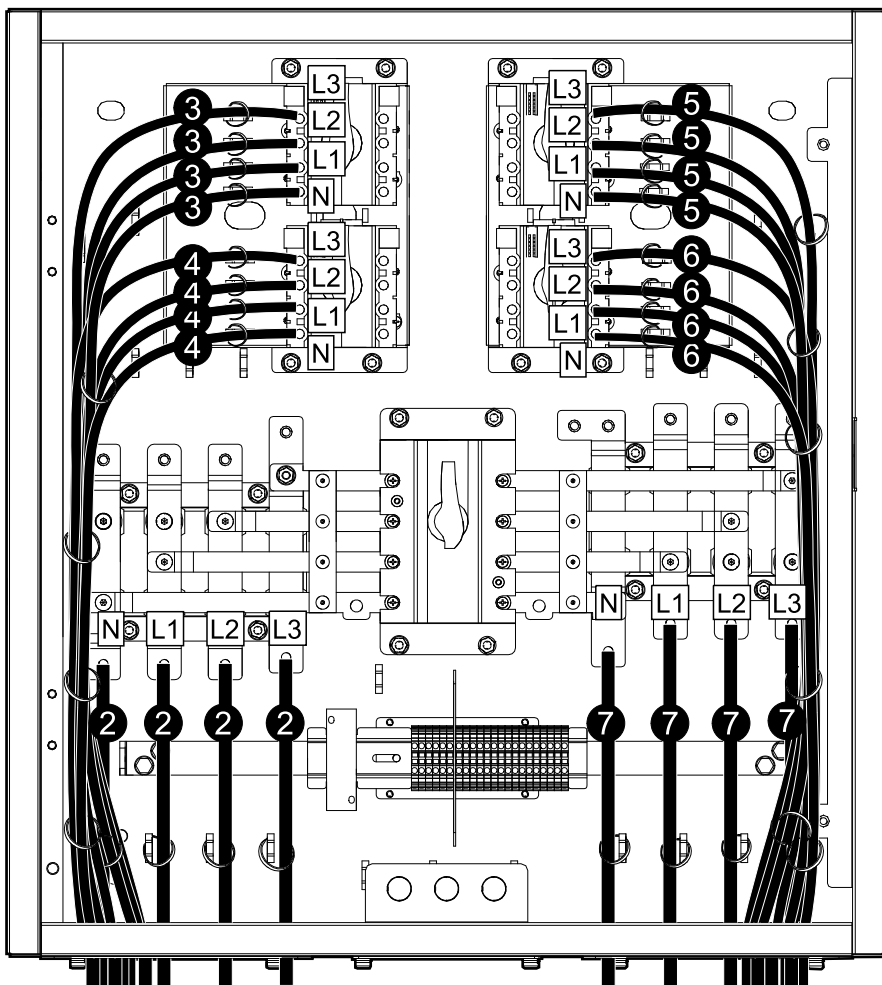 3 L3 L3 5
3 L2 L2 5
3 L1 L1 5
3 N N 5
4 L3 L3 6
4 L2 L2 6
4 L1 L1 6
4 N N 6
N L1 L2 L3 N L1 L2 L3
2 2 2 2 7 7 7 7